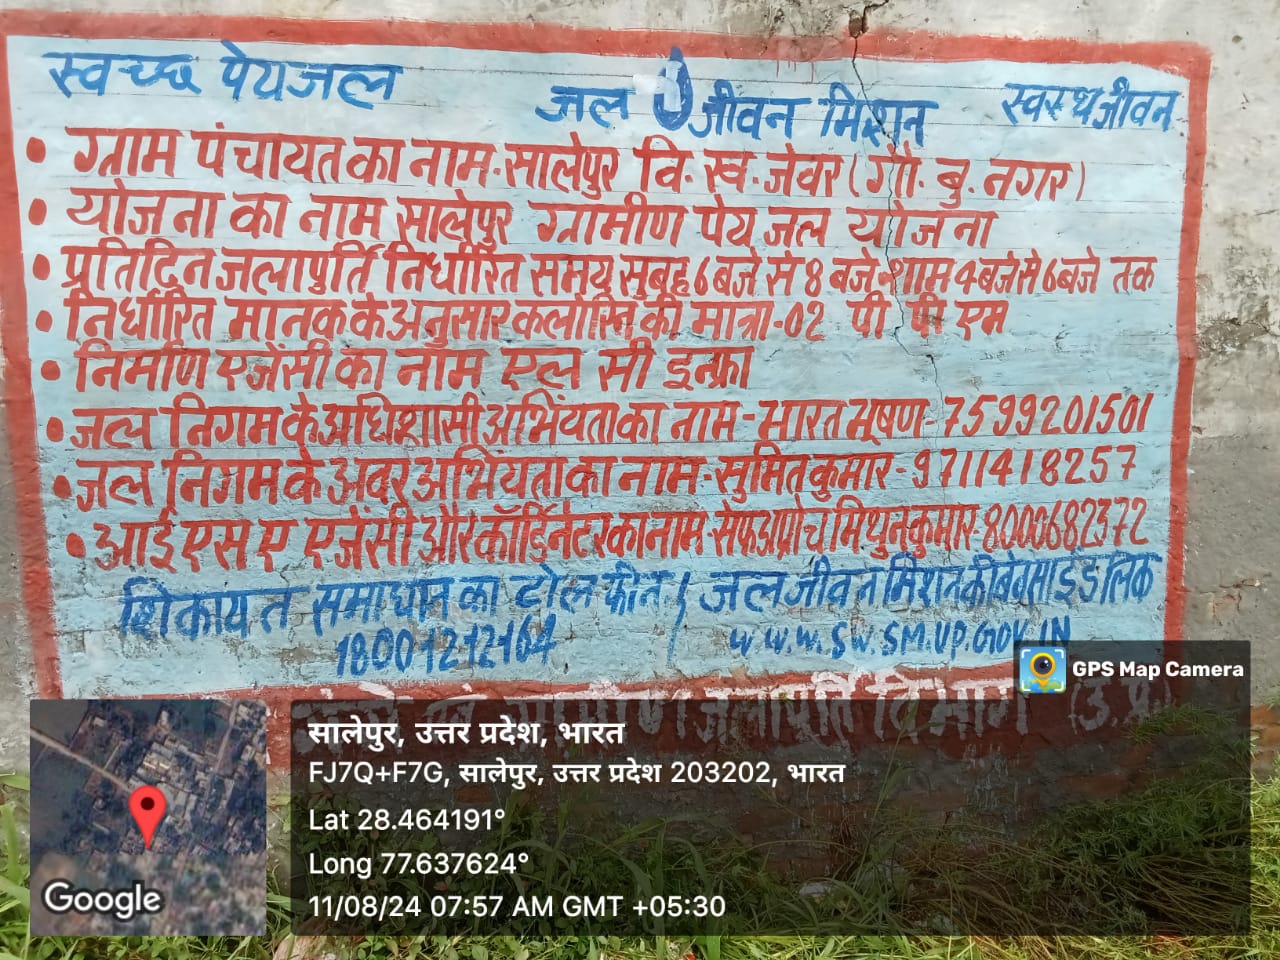 स्वच्छ पेयजल
जल जीवन मिशन
स्वस्थ जीवन
• ग्राम पंचायत का नाम-सालेपुर वि. ख. जेवर (गौ. बु. नगर)
• योजना का नाम सालेपुर ग्रामीण पेय जल योजना
• प्रतिदिन जलापुर्ति निर्धारित समय सुबह 6 बजे से 8 बजे-शाम 4 बजे से 6 बजे तक
• निर्धारित मानक के अनुसार कलोरिन की मात्रा-02 पी पी एम
• निर्माण एजेंसी का नाम एल सी इन्फ्रा
• जल निगम के अधिशासी अभियंता का नाम-भारत भूषण-7599201501
• जल निगम के अवर अभियंता का नाम-सुमित कुमार-9711418257
• आई एस ए एजेंसी और कॉर्डिनेटर का नाम-सेफ अप्रोच मिथुन कुमार-8000682372
शिकायत समाधान का टोल फोन / जल जीवन मिशन की बेवसाईड लिंक
18001212164
W.W.W.SW.SM.UP.GOV.IN
ग्रामीण जलापूर्ति विभाग (उ.प्र.)
GPS Map Camera
सालेपुर, उत्तर प्रदेश, भारत
FJ7Q+F7G, सालेपुर, उत्तर प्रदेश 203202, भारत
Lat 28.464191°
Long 77.637624°
11/08/24 07:57 AM GMT +05:30
Google